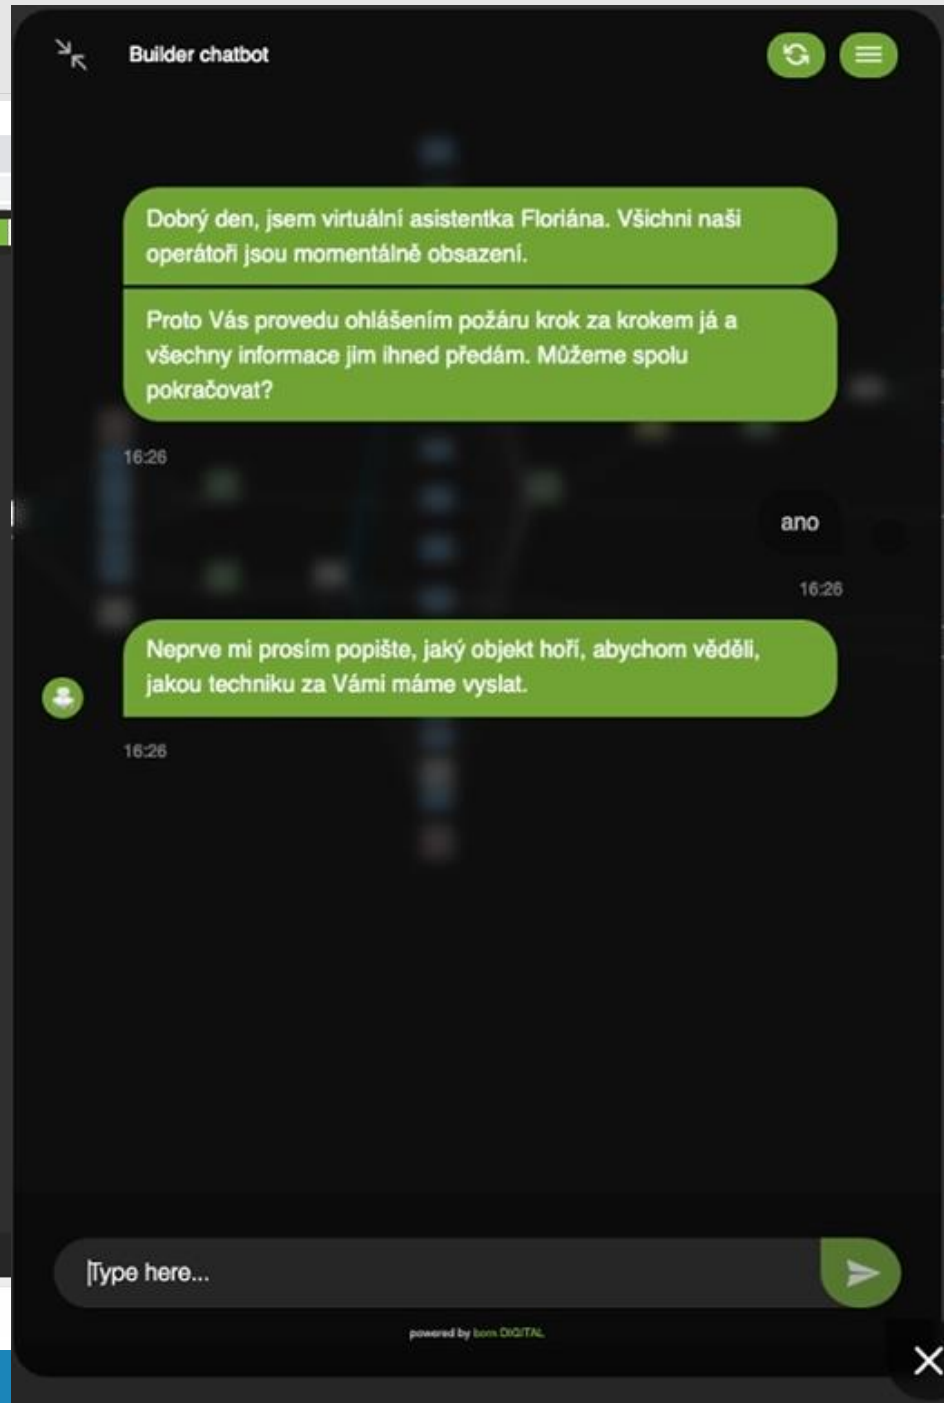 Builder chatbot
Dobrý den, jsem virtuální asistentka Floriána. Všichni naši
operátoři jsou momentálně obsazení.
Proto Vás provedu ohlášením požáru krok za krokem já a
všechny informace jim ihned předám. Můžeme spolu
pokračovat?
16:26
ano
16:26
Neprve mi prosím popište, jaký objekt hoří, abychom věděli,
jakou techniku za Vámi máme vyslat.
16:26
Type here...
powered by born DIGITAL